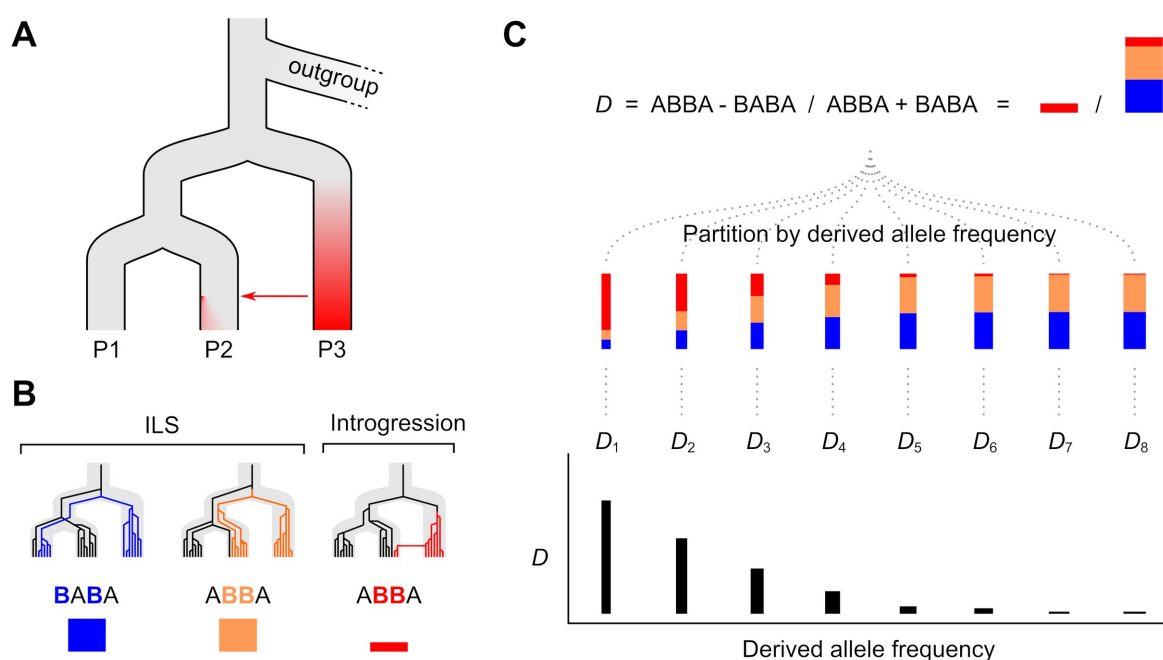 A
outgroup
P1
P2
P3
B
ILS
Introgression
BABA
ABBA
ABBA
C
D = ABBA - BABA / ABBA + BABA = /
Partition by derived allele frequency
D1 D2 D3 D4 D5 D6 D7 D8
D
Derived allele frequency